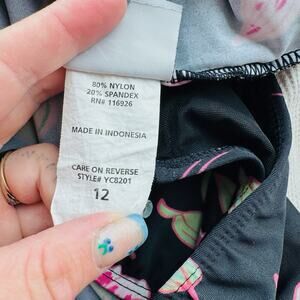 80% NYLON
20% SPANDEX
RN# 116926
MADE IN INDONESIA
CARE ON REVERSE
STYLE# YC8201
12